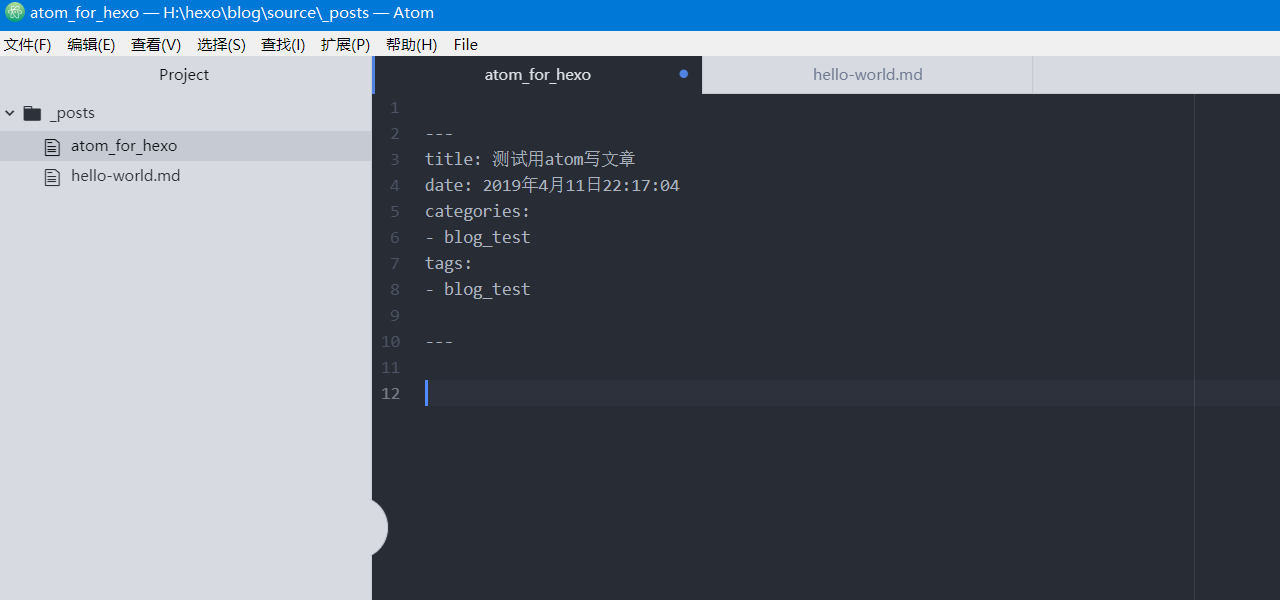 atom_for_hexo — H:\hexo\blog\source\_posts — Atom
文件(F) 编辑(E) 查看(V) 选择(S) 查找(I) 扩展(P) 帮助(H) File
Project
_posts
atom_for_hexo
hello-world.md
atom_for_hexo hello-world.md
1
2 ---
3 title: 测试用atom写文章
4 date: 2019年4月11日22:17:04
5 categories:
6 - blog_test
7 tags:
8 - blog_test
9
10 ---
11
12